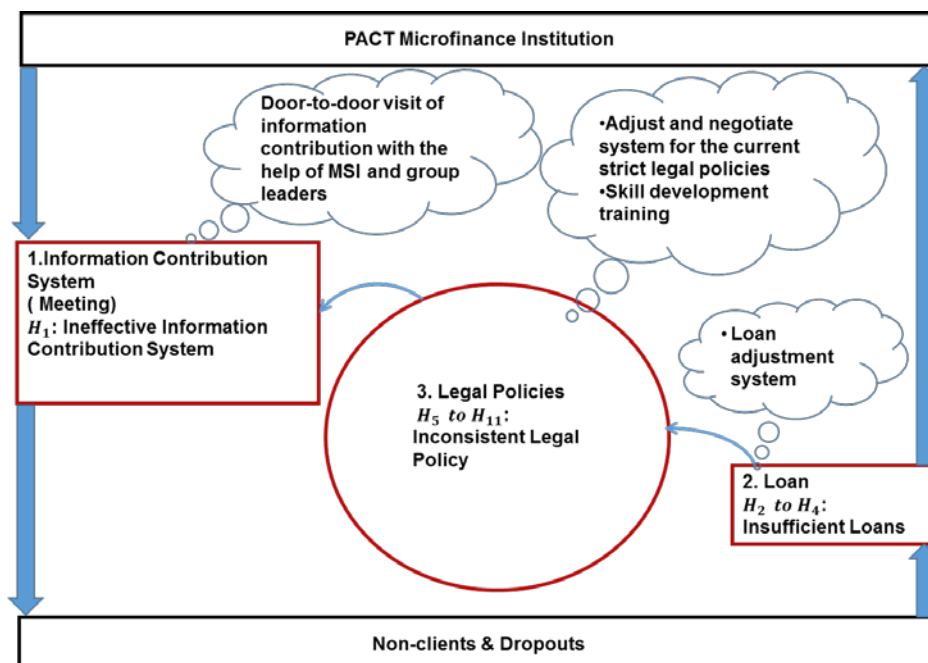 PACT Microfinance Institution
Door-to-door visit of
information
contribution with the
help of MSI and group
leaders
•Adjust and negotiate
system for the current
strict legal policies
•Skill development
training
1.Information Contribution
System
( Meeting)
H₁: Ineffective Information
Contribution System
• Loan
adjustment
system
3. Legal Policies
H₅ to H₁₁:
Inconsistent Legal
Policy
2. Loan
H₂ to H₄:
Insufficient Loans
Non-clients & Dropouts